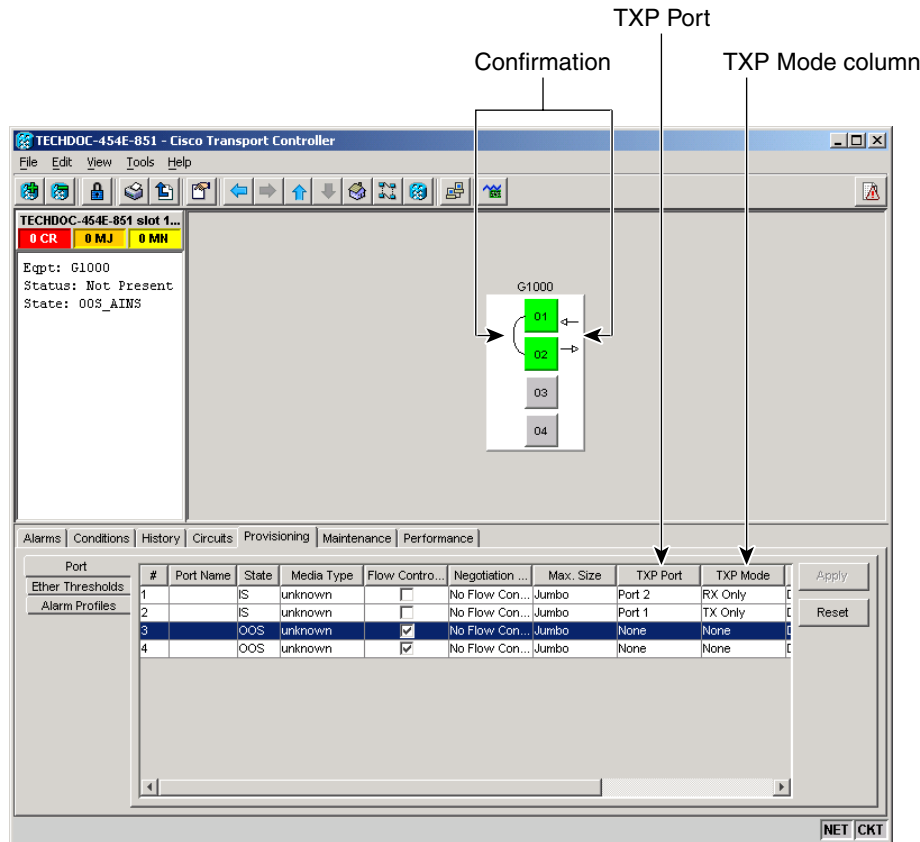 TXP Port
Confirmation
TXP Mode column
TECHDOC-454E-851 - Cisco Transport Controller
File Edit View Tools Help
TECHDOC-454E-851 slot 1...
0 CR 0 MJ 0 MN
Eqpt: G1000
Status: Not Present
State: OOS_AINS
G1000
01
02
03
04
Alarms Conditions History Circuits Provisioning Maintenance Performance
Port
Ether Thresholds
Alarm Profiles
# Port Name State Media Type Flow Contro... Negotiation ... Max. Size TXP Port TXP Mode
1 IS unknown No Flow Con... Jumbo Port 2 RX Only
2 IS unknown No Flow Con... Jumbo Port 1 TX Only
3 OOS unknown No Flow Con... Jumbo None None
4 OOS unknown No Flow Con... Jumbo None None
Apply
Reset
NET CKT